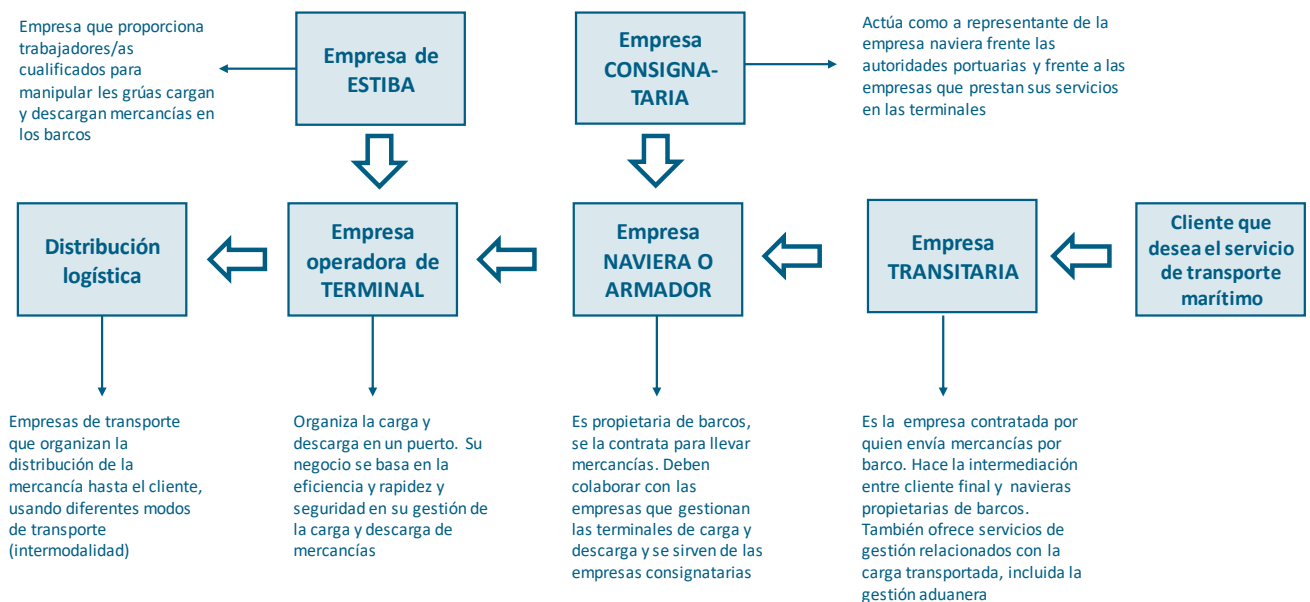 Empresa que proporciona
trabajadores/as
cualificados para
manipular les grúas cargan
y descargan mercancías en
los barcos
Empresa de
ESTIBA
Empresa
CONSIGNA-
TARIA
Actúa como a representante de la
empresa naviera frente las
autoridades portuarias y frente a las
empresas que prestan sus servicios
en las terminales
Distribución
logística
Empresa
operadora de
TERMINAL
Empresa
NAVIERA O
ARMADOR
Empresa
TRANSITARIA
Cliente que
desea el servicio
de transporte
marítimo
Empresas de transporte
que organizan la
distribución de la
mercancía hasta el cliente,
usando diferentes modos
de transporte
(intermodalidad)
Organiza la carga y
descarga en un puerto. Su
negocio se basa en la
eficiencia y rapidez y
seguridad en su gestión de
la carga y descarga de
mercancías
Es propietaria de barcos,
se la contrata para llevar
mercancías. Deben
colaborar con las
empresas que gestionan
las terminales de carga y
descarga y se sirven de las
empresas consignatarias
Es la empresa contratada por
quien envía mercancías por
barco. Hace la intermediación
entre cliente final y navieras
propietarias de barcos.
También ofrece servicios de
gestión relacionados con la
carga transportada, incluida la
gestión aduanera